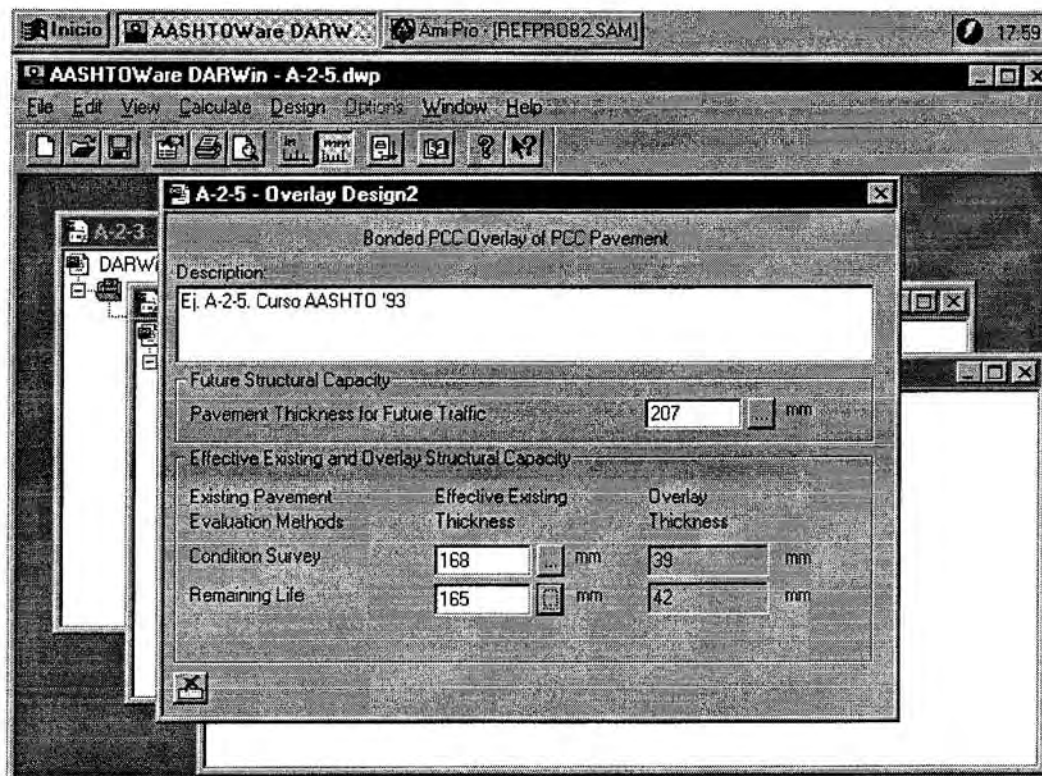 Inicio AASHTOWare DARW... Ami Pro - [REFPRO82.SAM] 17:59
AASHTOWare DARWin - A-2-5.dwp
File Edit View Calculate Design Options Window Help
in mm
A-2-5 - Overlay Design2
A-2-3
DARWi
Bonded PCC Overlay of PCC Pavement
Description:
Ej. A-2-5. Curso AASHTO '93
Future Structural Capacity
Pavement Thickness for Future Traffic 207 ... mm
Effective Existing and Overlay Structural Capacity
Existing Pavement Effective Existing Overlay
Evaluation Methods Thickness Thickness
Condition Survey 168 ... mm 39 mm
Remaining Life 165 mm 42 mm